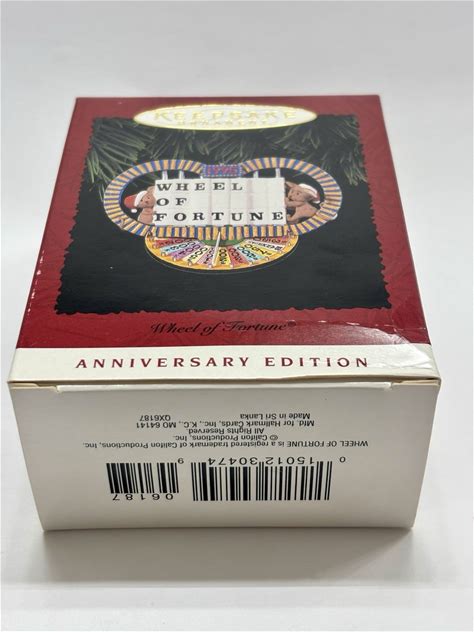 KEEPSAKE
ORNAMENT
WHEEL
OF
FORTUNE
Wheel of Fortune®
ANNIVERSARY EDITION
WHEEL OF FORTUNE is a registered trademark of Califon Productions, Inc.
© Califon Productions, Inc.
All Rights Reserved.
Mfd. for Hallmark Cards, Inc., K.C., MO 64141
Made in Sri Lanka
QX6187
0 15012 30474 9
06187